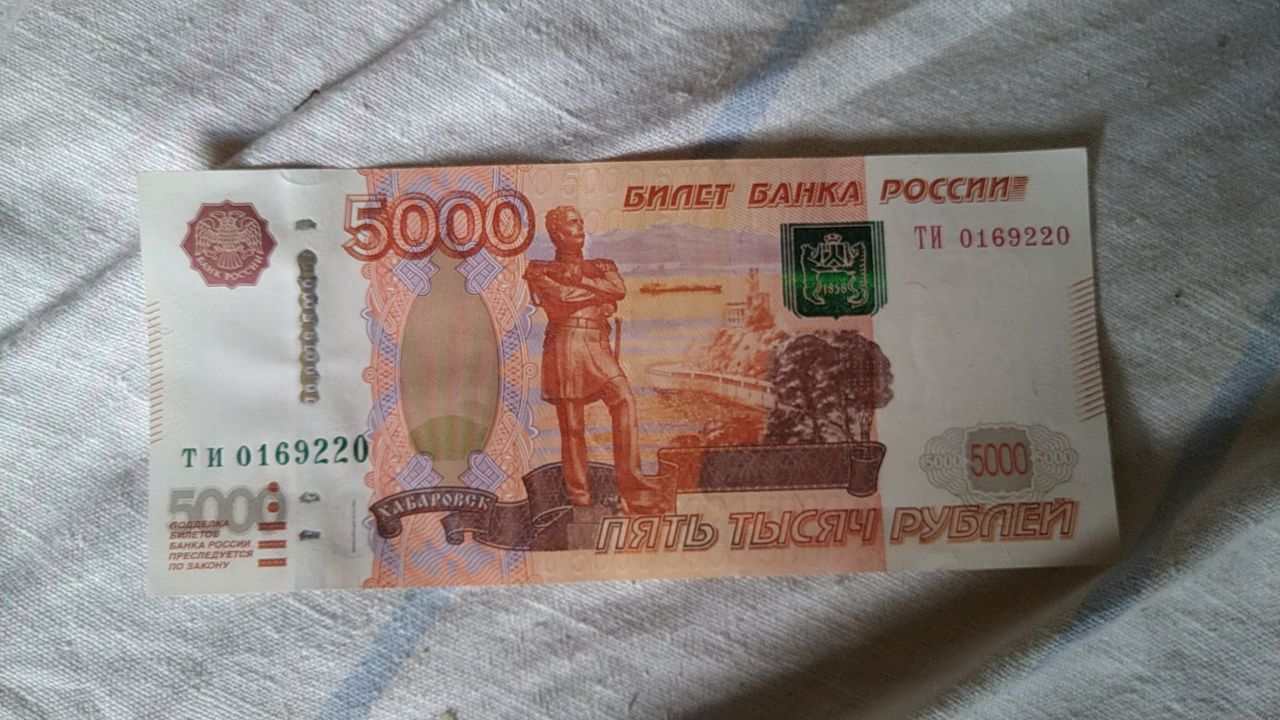 БИЛЕТ БАНКА РОССИИ
5000
ТИ 0169220
БАНК РОССИИ
1858
ТИ 0169220
5000 5000 5000
ХАБАРОВСК
5000
ПОДДЕЛКА
БИЛЕТОВ
БАНКА РОССИИ
ПРЕСЛЕДУЕТСЯ
ПО ЗАКОНУ
ПЯТЬ ТЫСЯЧ РУБЛЕЙ